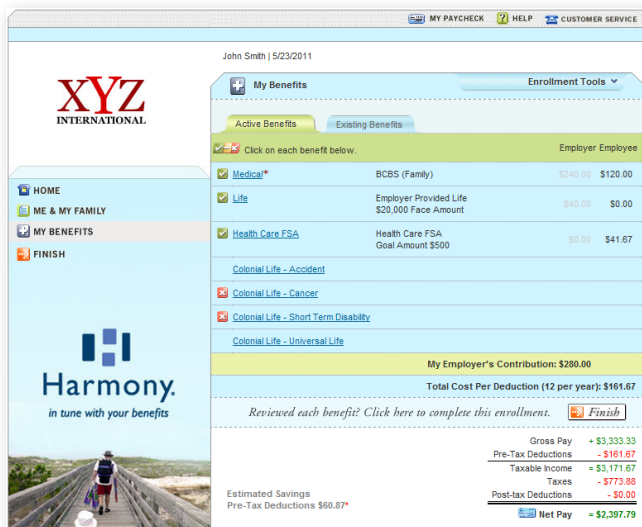 MY PAYCHECK HELP CUSTOMER SERVICE
John Smith | 5/23/2011
XYZ
INTERNATIONAL
My Benefits Enrollment Tools
Active Benefits Existing Benefits
Click on each benefit below. Employer Employee
Medical* BCBS (Family) $240.00 $120.00
Life Employer Provided Life
$20,000 Face Amount $40.00 $0.00
Health Care FSA Health Care FSA
Goal Amount $500 $0.00 $41.67
Colonial Life - Accident
Colonial Life - Cancer
Colonial Life - Short Term Disability
Colonial Life - Universal Life
HOME
ME & MY FAMILY
MY BENEFITS
FINISH
Harmony.
in tune with your benefits
My Employer's Contribution: $280.00
Total Cost Per Deduction (12 per year): $161.67
Reviewed each benefit? Click here to complete this enrollment. Finish
Gross Pay + $3,333.33
Pre-Tax Deductions - $161.67
Taxable Income = $3,171.67
Taxes - $773.88
Post-tax Deductions - $0.00
Net Pay = $2,397.79
Estimated Savings
Pre-Tax Deductions $60.87*